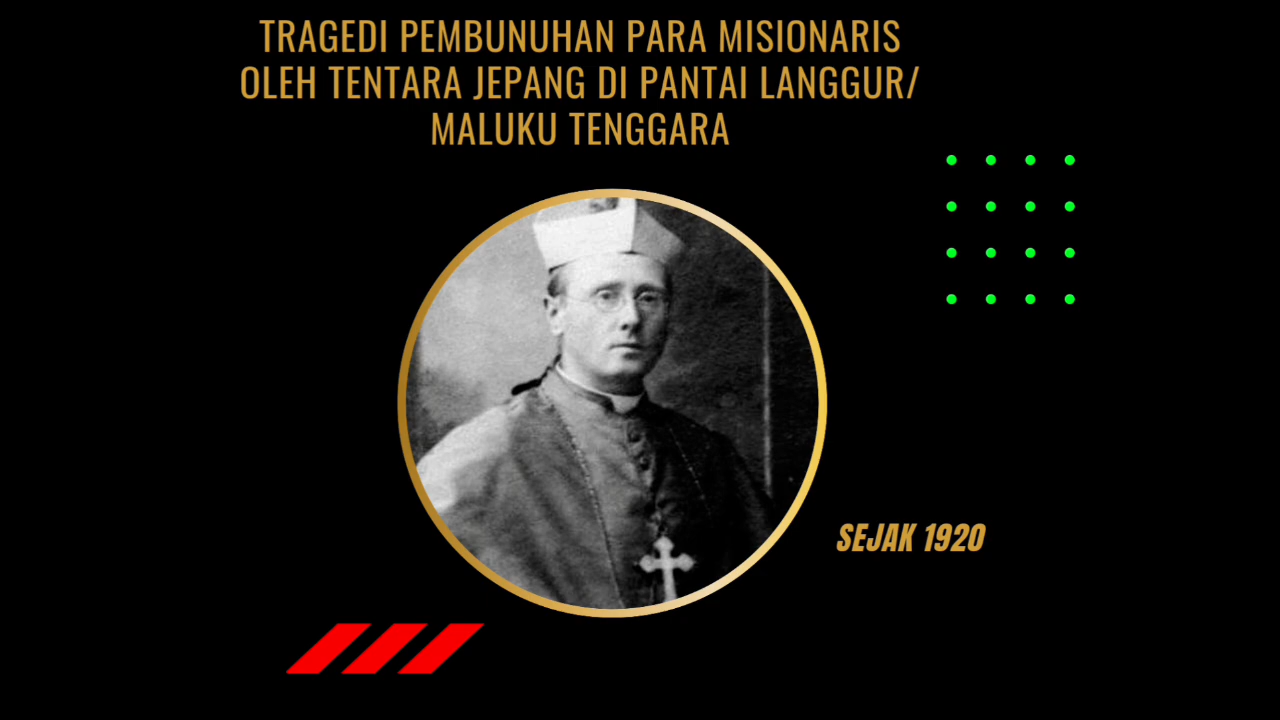 TRAGEDI PEMBUNUHAN PARA MISIONARIS
OLEH TENTARA JEPANG DI PANTAI LANGGUR/
MALUKU TENGGARA
SEJAK 1920